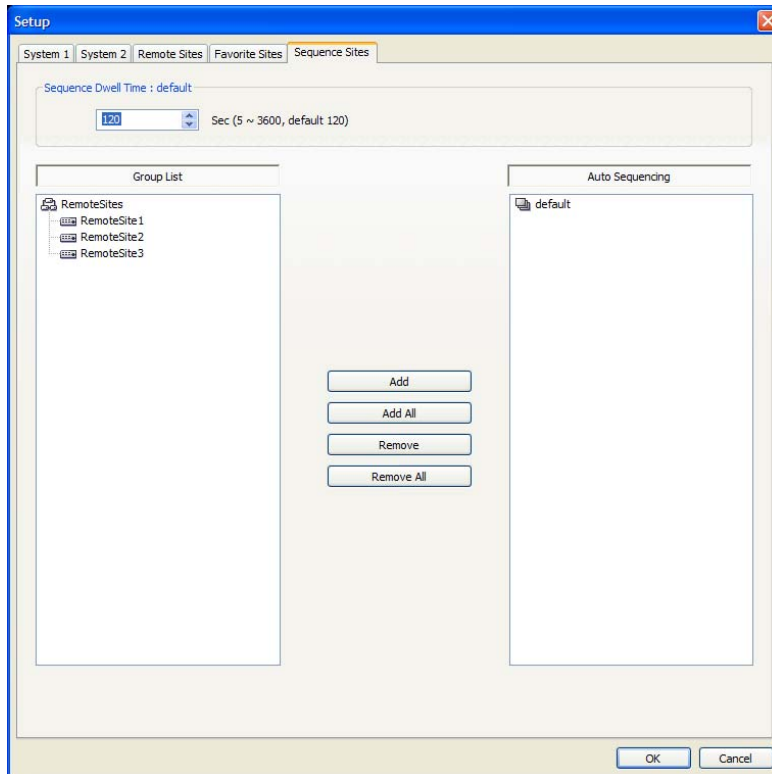 Setup
System 1 System 2 Remote Sites Favorite Sites Sequence Sites
Sequence Dwell Time : default
120 Sec (5 ~ 3600, default 120)
Group List
RemoteSites
RemoteSite1
RemoteSite2
RemoteSite3
Add
Add All
Remove
Remove All
Auto Sequencing
default
OK Cancel